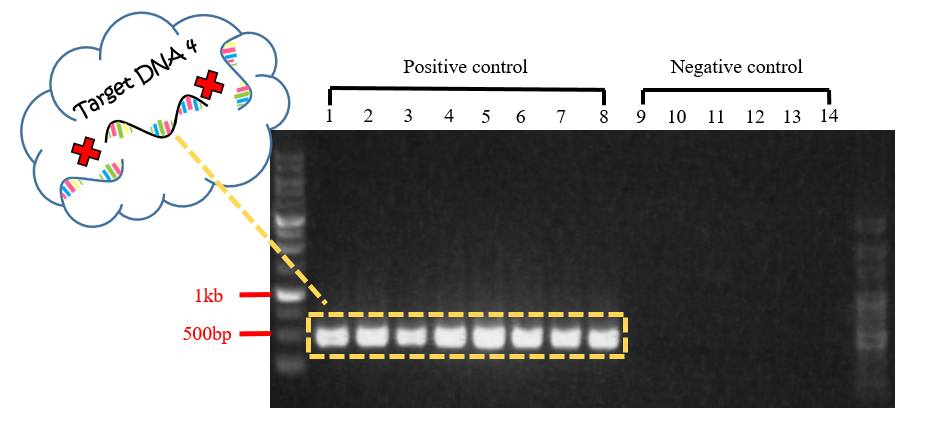 Target DNA 4
Positive control
Negative control
1 2 3 4 5 6 7 8 9 10 11 12 13 14
1kb
500bp